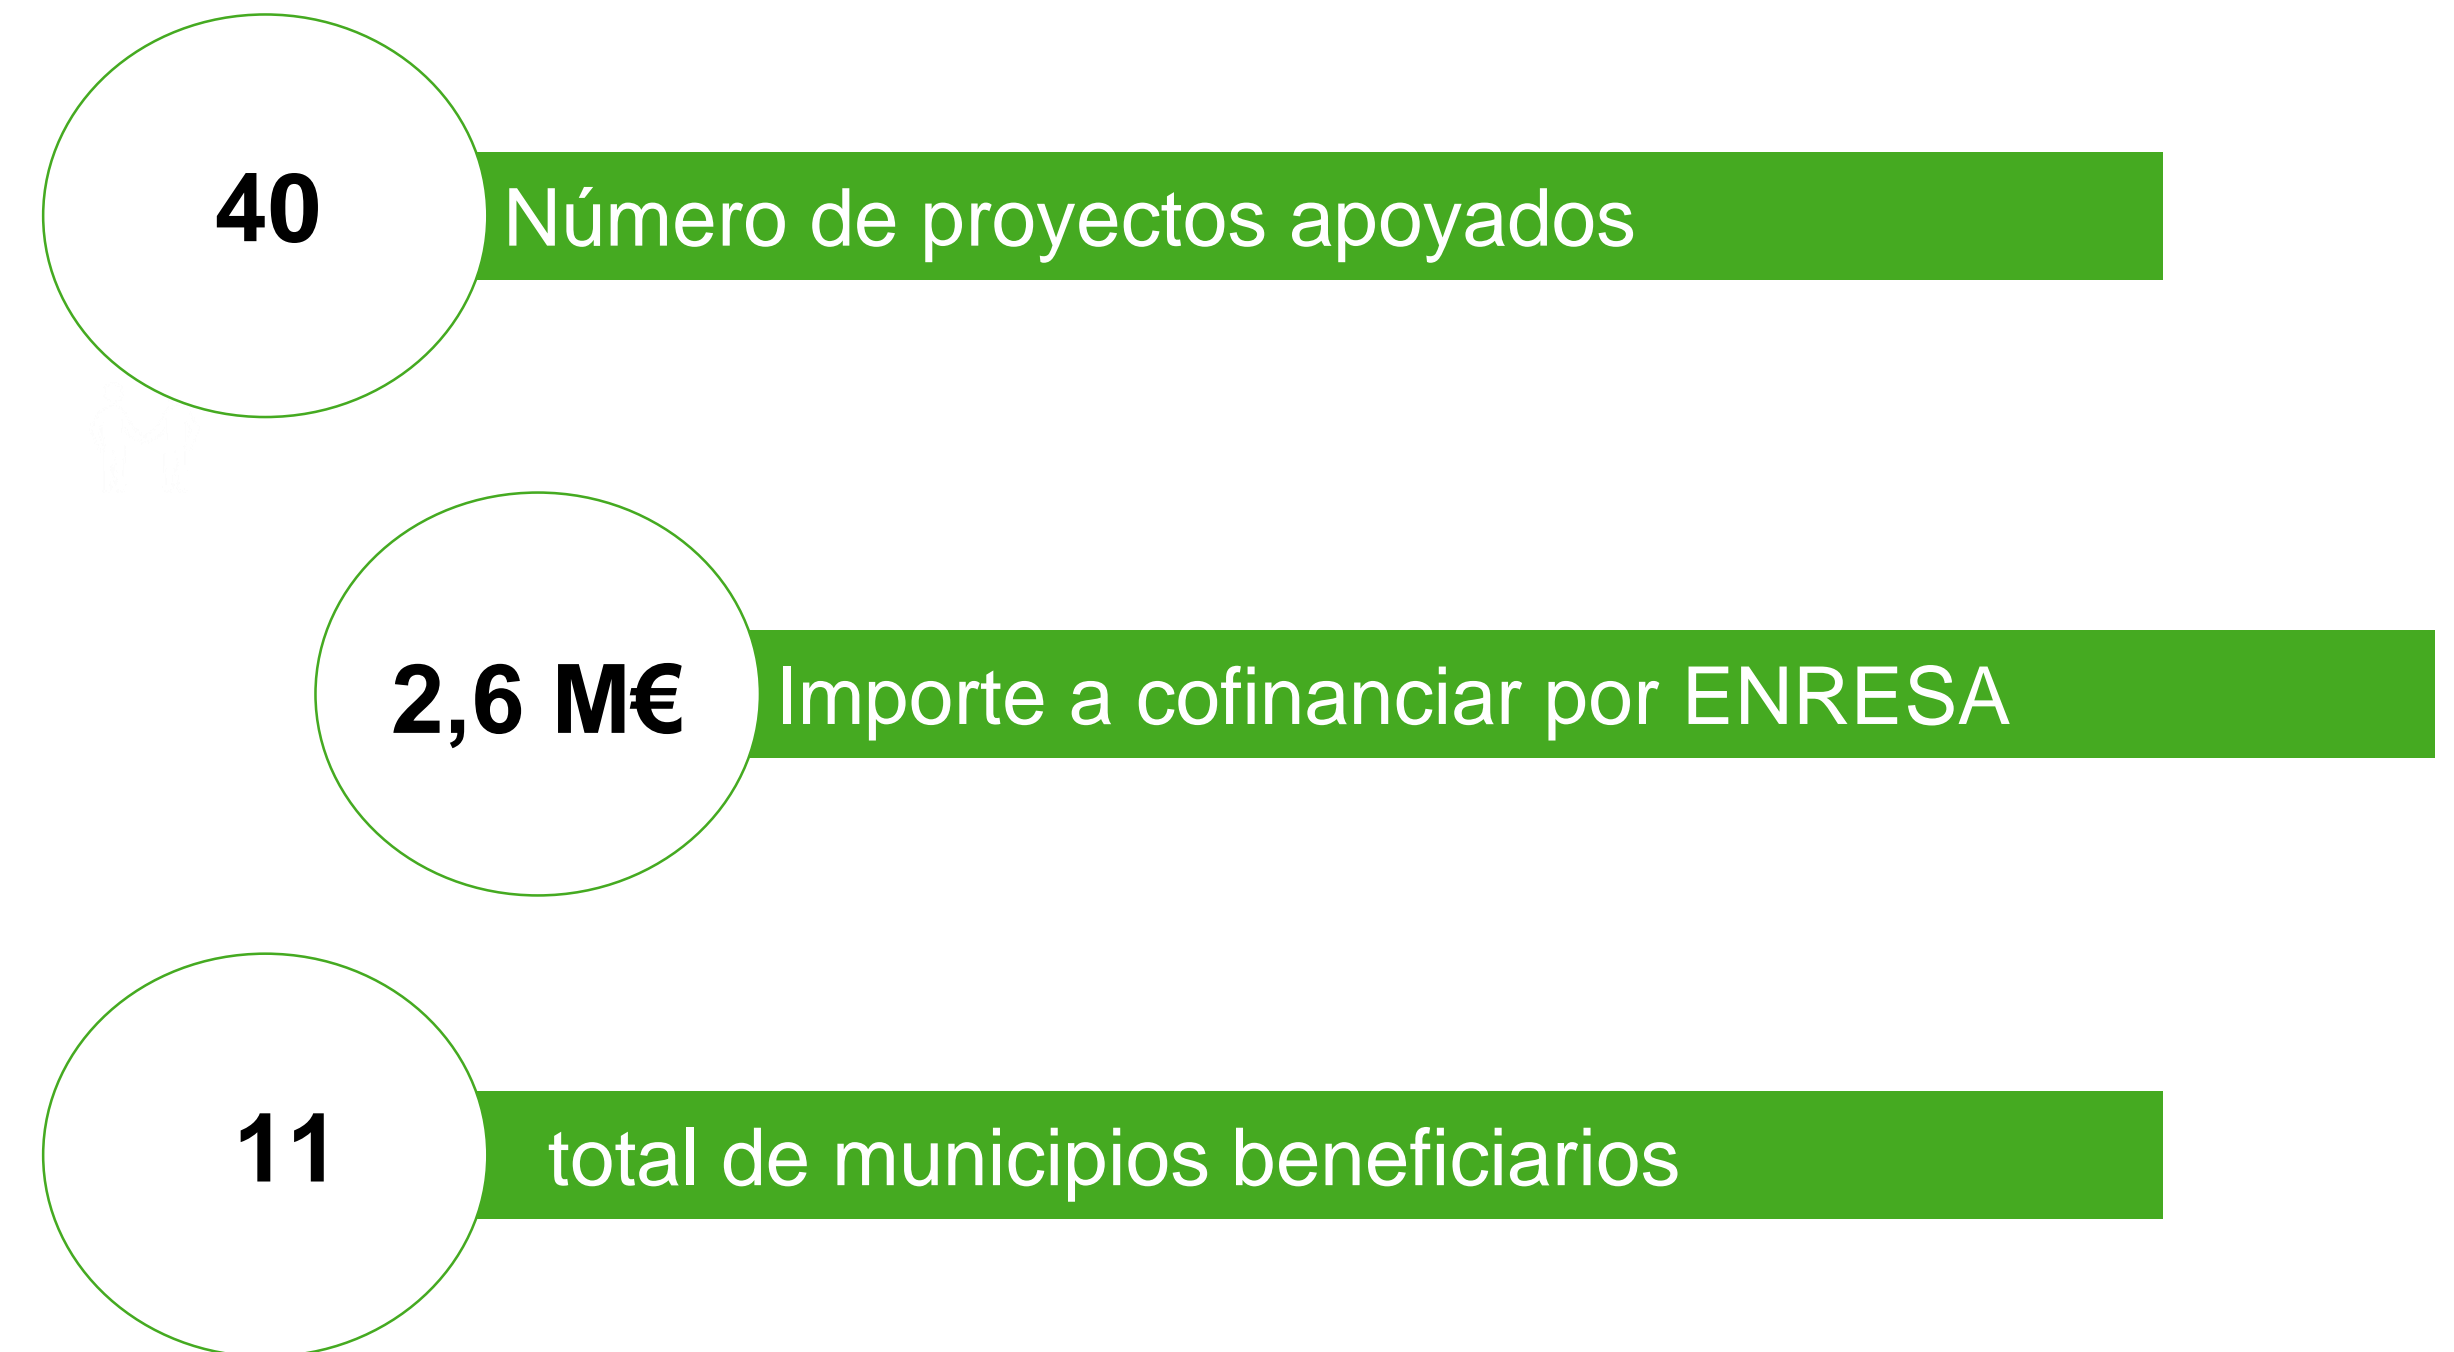 40
Número de proyectos apoyados
2,6 M€
Importe a cofinanciar por ENRESA
11
total de municipios beneficiarios